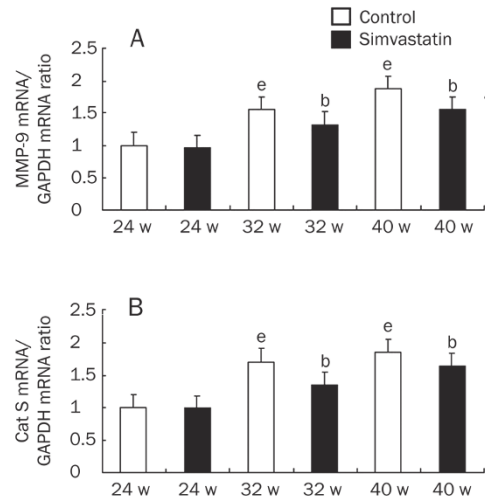 Control
Simvastatin
A
MMP-9 mRNA/
GAPDH mRNA ratio
2.5
2
1.5
1
0.5
0
e
b
e
b
24 w 24 w 32 w 32 w 40 w 40 w
B
Cat S mRNA/
GAPDH mRNA ratio
2.5
2
1.5
1
0.5
0
e
b
e
b
24 w 24 w 32 w 32 w 40 w 40 w